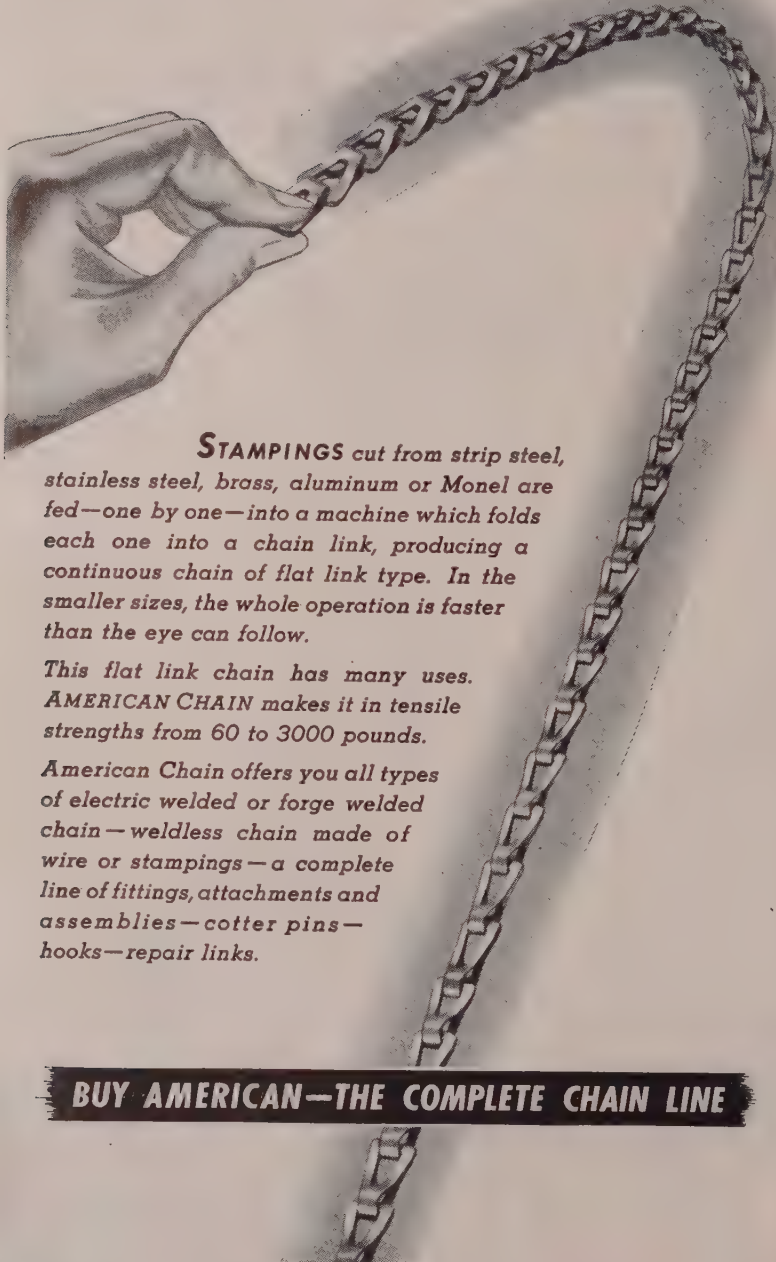 STAMPINGS cut from strip steel,
stainless steel, brass, aluminum or Monel are
fed—one by one—into a machine which folds
each one into a chain link, producing a
continuous chain of flat link type. In the
smaller sizes, the whole operation is faster
than the eye can follow.
This flat link chain has many uses.
AMERICAN CHAIN makes it in tensile
strengths from 60 to 3000 pounds.
American Chain offers you all types
of electric welded or forge welded
chain—weldless chain made of
wire or stampings—a complete
line of fittings, attachments and
assemblies—cotter pins—
hooks—repair links.
BUY AMERICAN—THE COMPLETE CHAIN LINE